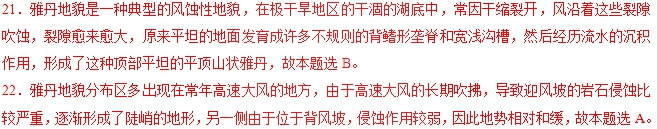 21．雅丹地貌是一种典型的风蚀性地貌，在极干旱地区的干涸的湖底中，常因干缩裂开，风沿着这些裂隙
吹蚀，裂隙愈来愈大，原来平坦的地面发育成许多不规则的背鳍形垄脊和宽浅沟槽，然后经历流水的沉积
作用，形成了这种顶部平坦的平顶山状雅丹，故本题选 B。
22．雅丹地貌分布区多出现在常年高速大风的地方，由于高速大风的长期吹拂，导致迎风坡的岩石侵蚀比
较严重，逐渐形成了陡峭的地形，另一侧由于位于背风坡，侵蚀作用较弱，因此地势相对和缓，故本题选 A。